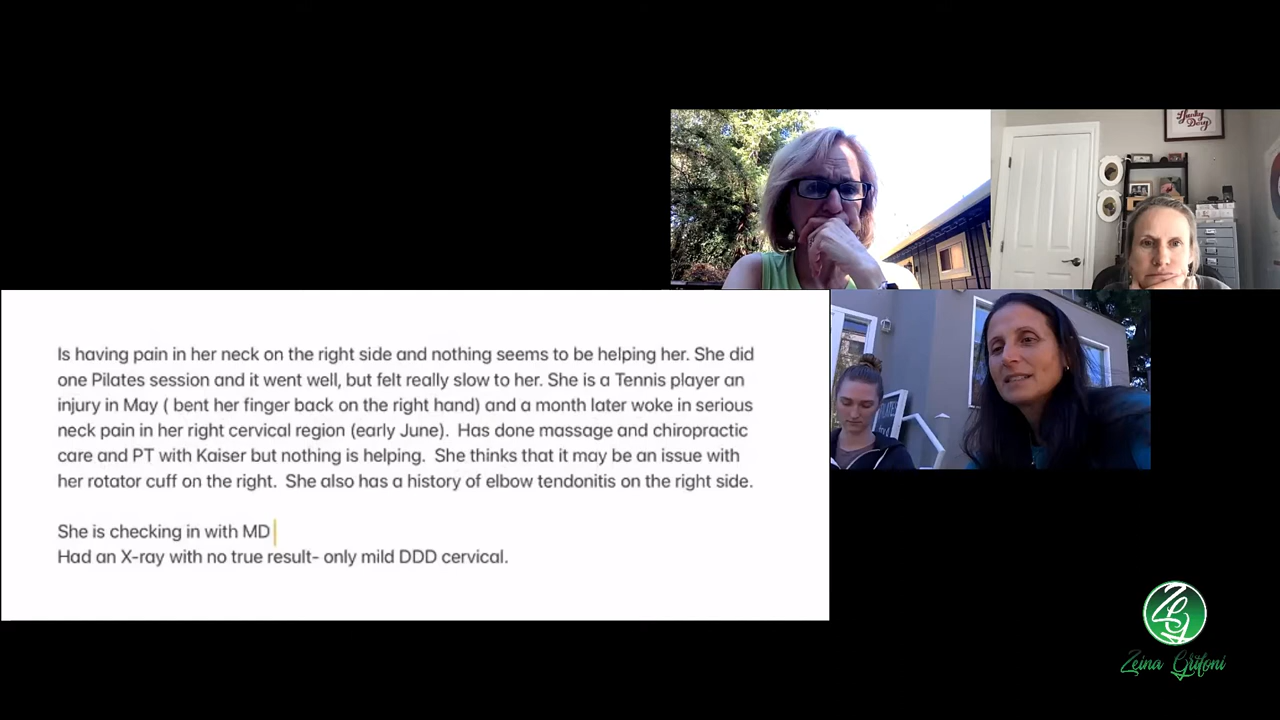 Hunky
Dory
Is having pain in her neck on the right side and nothing seems to be helping her. She did
one Pilates session and it went well, but felt really slow to her. She is a Tennis player an
injury in May ( bent her finger back on the right hand) and a month later woke in serious
neck pain in her right cervical region (early June).  Has done massage and chiropractic
care and PT with Kaiser but nothing is helping.  She thinks that it may be an issue with
her rotator cuff on the right.  She also has a history of elbow tendonitis on the right side.
She is checking in with MD
Had an X-ray with no true result- only mild DDD cervical.
ZG
Zeina Grifoni